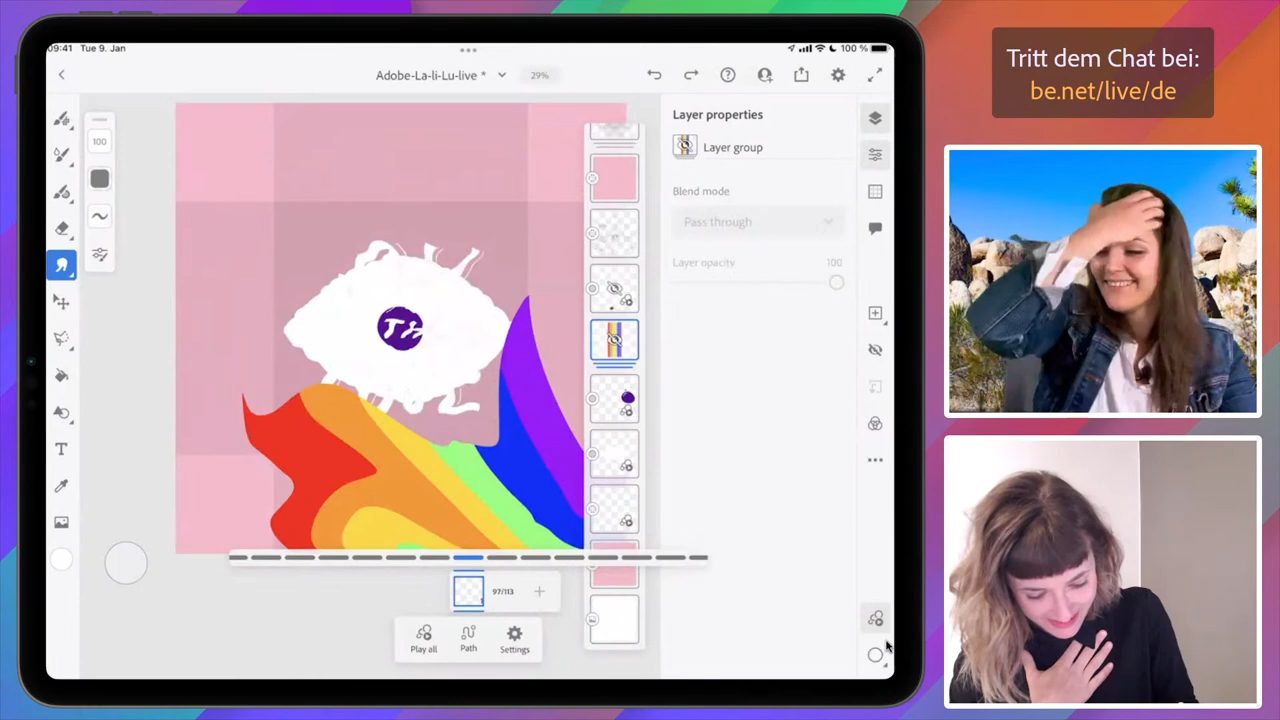 09:41 Tue 9. Jan
100 %
Adobe-La-li-Lu-live *
29%
Tritt dem Chat bei:
be.net/live/de
100
Layer properties
Layer group
Blend mode
Pass through
Layer opacity
100
Th
T
97/113
Play all
Path
Settings